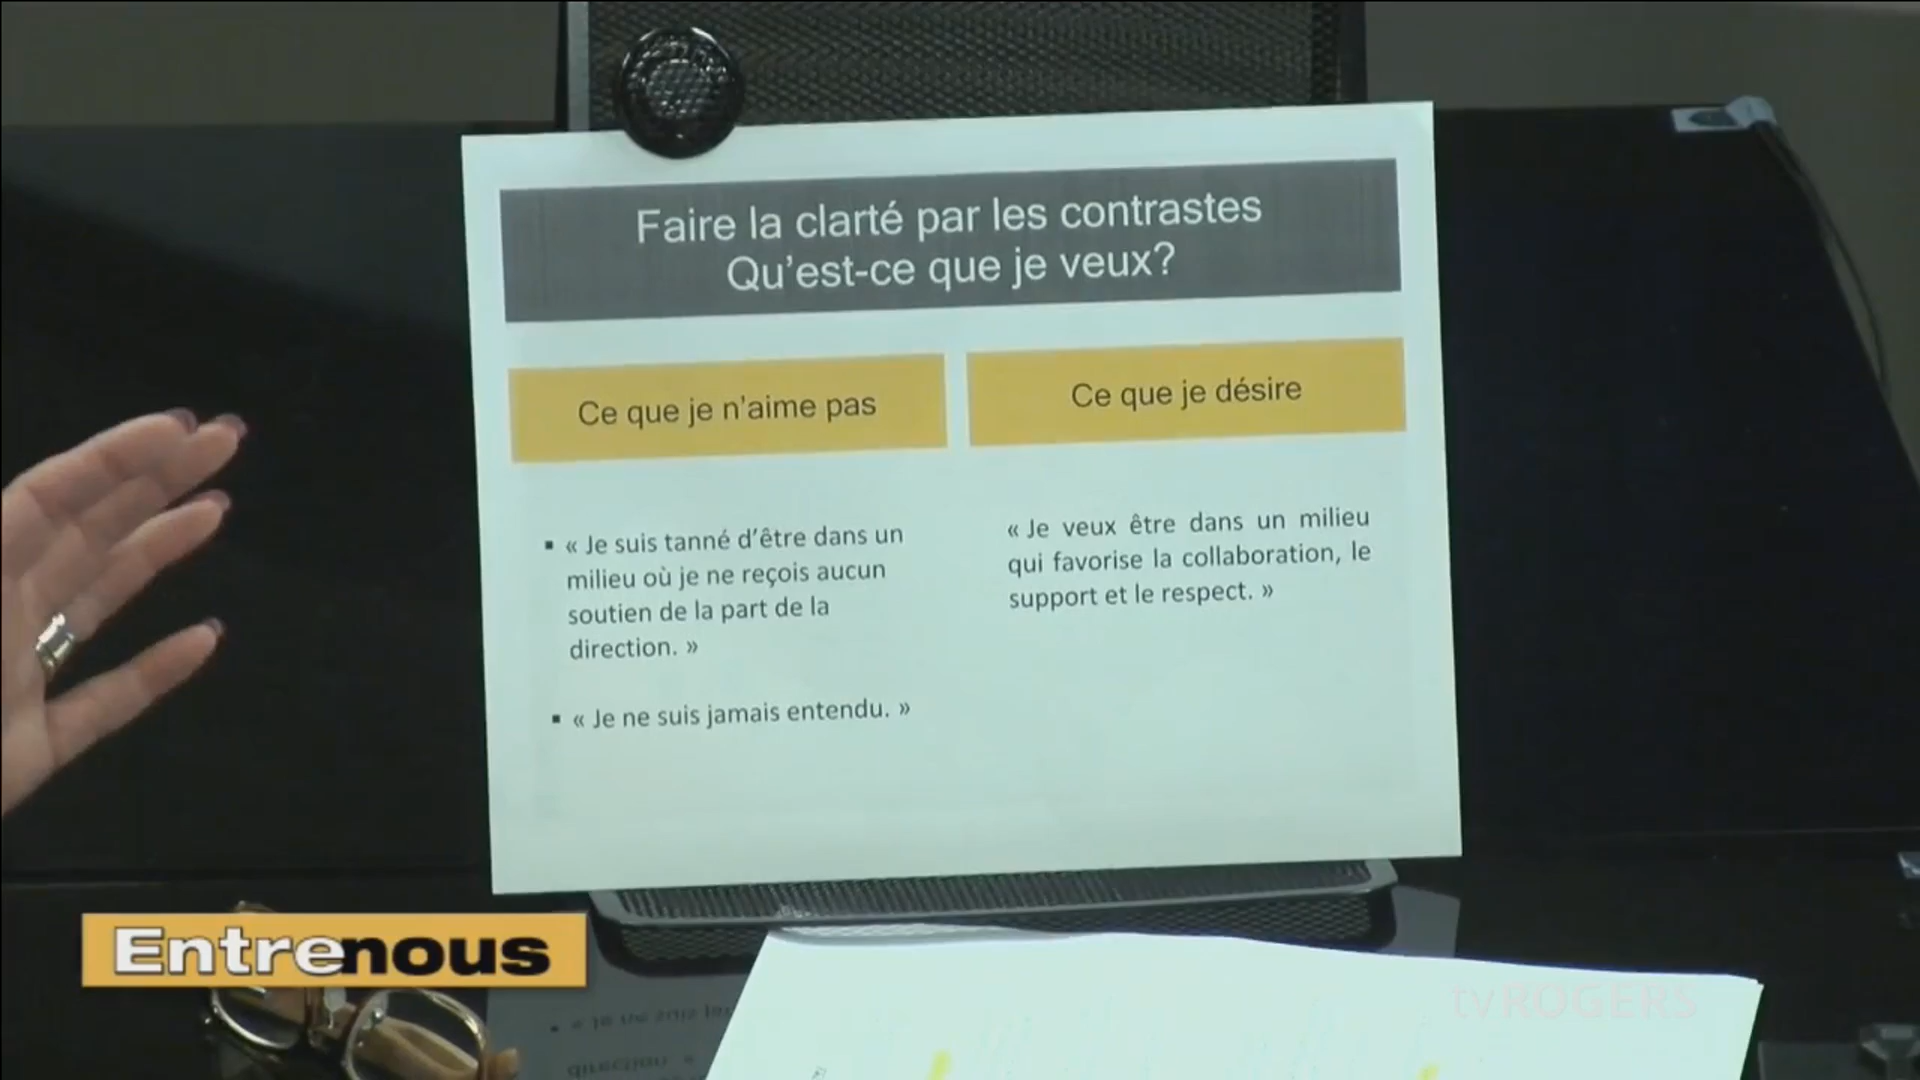 Faire la clarté par les contrastes
Qu'est-ce que je veux?
Ce que je n'aime pas
Ce que je désire
▪ « Je suis tanné d'être dans un
milieu où je ne reçois aucun
soutien de la part de la
direction. »
▪ « Je ne suis jamais entendu. »
« Je veux être dans un milieu
qui favorise la collaboration, le
support et le respect. »
Entrenous
tvROGERS